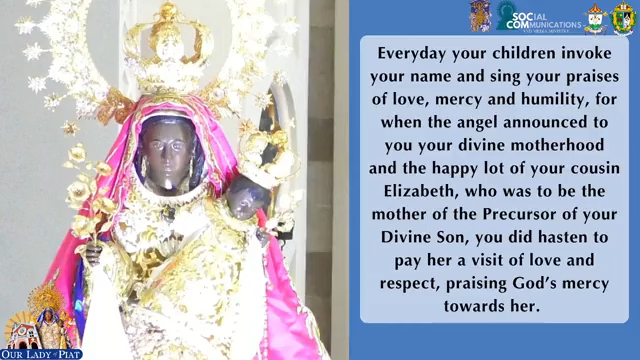 SOCIAL
COMMUNICATIONS
AND MEDIA MINISTRY
Everyday your children invoke
your name and sing your praises
of love, mercy and humility, for
when the angel announced to
you your divine motherhood
and the happy lot of your cousin
Elizabeth, who was to be the
mother of the Precursor of your
Divine Son, you did hasten to
pay her a visit of love and
respect, praising God’s mercy
towards her.
OUR LADY of PIAT